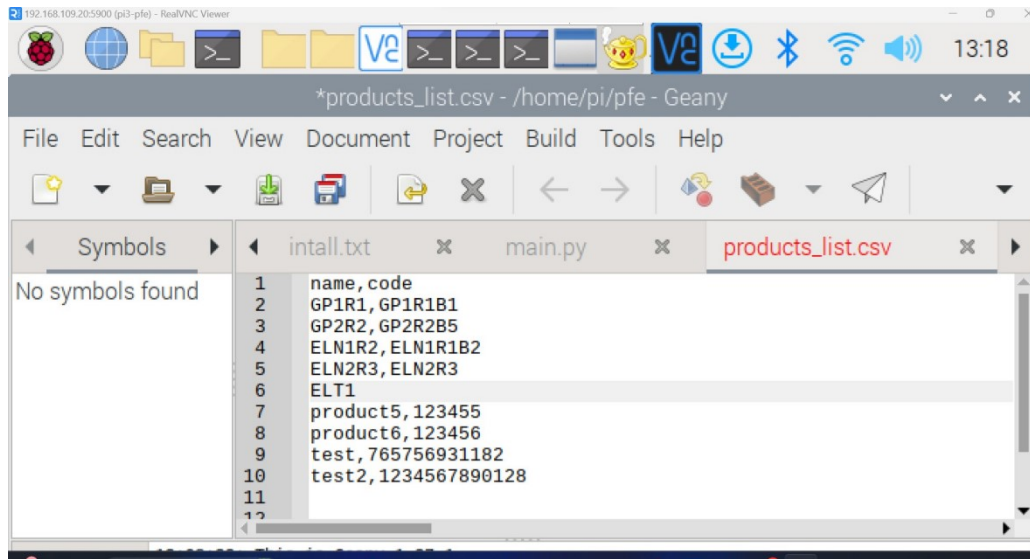 192.168.109.20:5900 (pi3-pfe) - RealVNC Viewer
13:18
*products_list.csv - /home/pi/pfe - Geany
File Edit Search View Document Project Build Tools Help
Symbols intall.txt main.py products_list.csv
No symbols found
1 name,code
2 GP1R1,GP1R1B1
3 GP2R2,GP2R2B5
4 ELN1R2,ELN1R1B2
5 ELN2R3,ELN2R3
6 ELT1
7 product5,123455
8 product6,123456
9 test,765756931182
10 test2,1234567890128
11
12